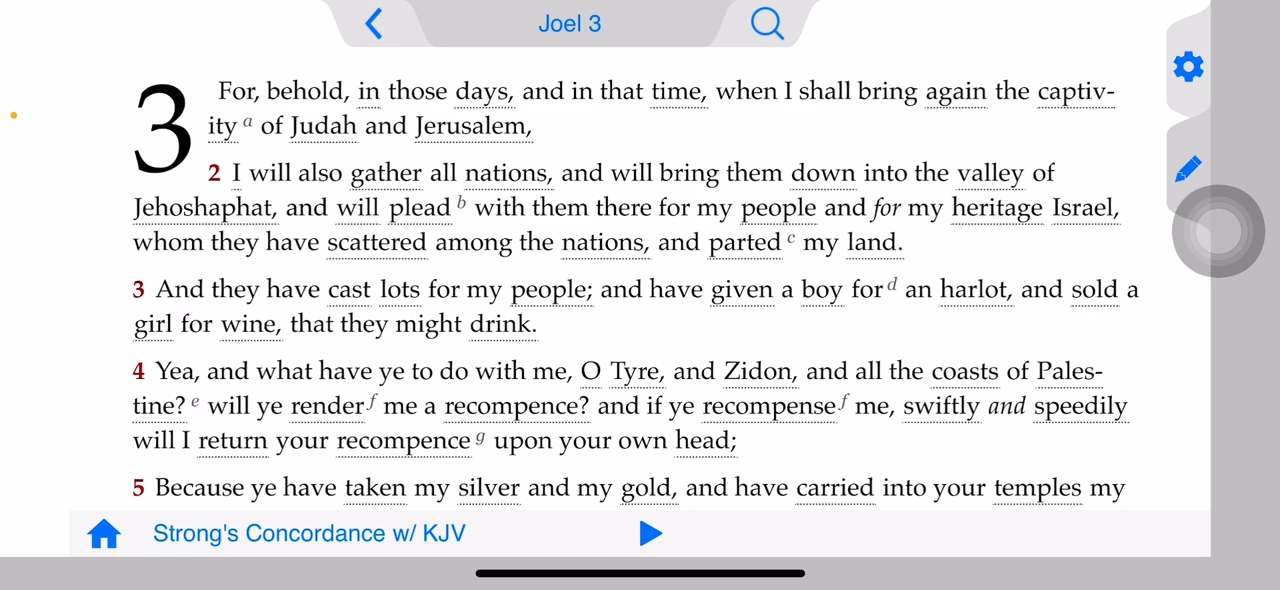 Joel 3
3 For, behold, in those days, and in that time, when I shall bring again the captiv-
ity a of Judah and Jerusalem,
2 I will also gather all nations, and will bring them down into the valley of
Jehoshaphat, and will plead b with them there for my people and for my heritage Israel,
whom they have scattered among the nations, and parted c my land.
3 And they have cast lots for my people; and have given a boy for d an harlot, and sold a
girl for wine, that they might drink.
4 Yea, and what have ye to do with me, O Tyre, and Zidon, and all the coasts of Pales-
tine? e will ye render f me a recompence? and if ye recompense f me, swiftly and speedily
will I return your recompence g upon your own head;
5 Because ye have taken my silver and my gold, and have carried into your temples my
Strong's Concordance w/ KJV